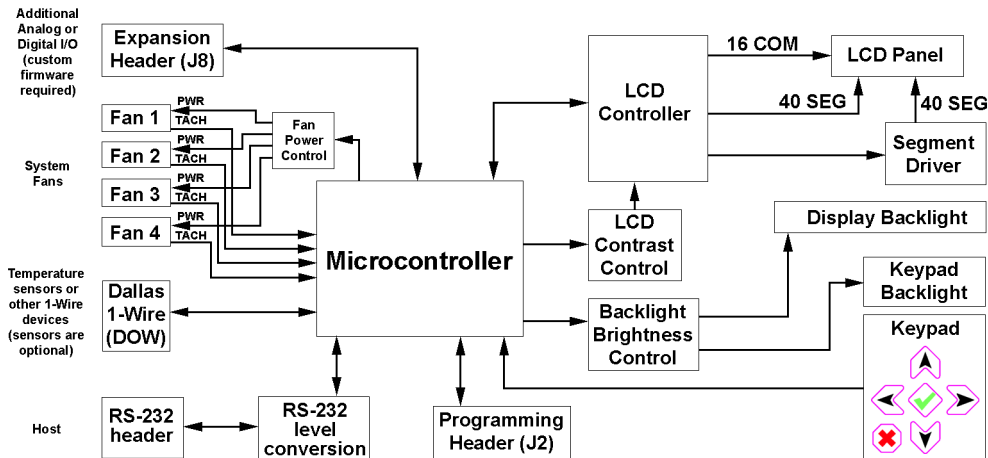 Additional
Analog or
Digital I/O
(custom
firmware
required)
Expansion
Header (J8)
System
Fans
Fan 1
PWR
TACH
Fan 2
PWR
TACH
Fan 3
PWR
TACH
Fan 4
PWR
TACH
Fan
Power
Control
Temperature
sensors or
other 1-Wire
devices
(sensors are
optional)
Dallas
1-Wire
(DOW)
Host
RS-232
header
RS-232
level
conversion
Microcontroller
Programming
Header (J2)
LCD
Controller
16 COM
40 SEG
40 SEG
LCD Panel
Segment
Driver
LCD
Contrast
Control
Backlight
Brightness
Control
Display Backlight
Keypad
Backlight
Keypad